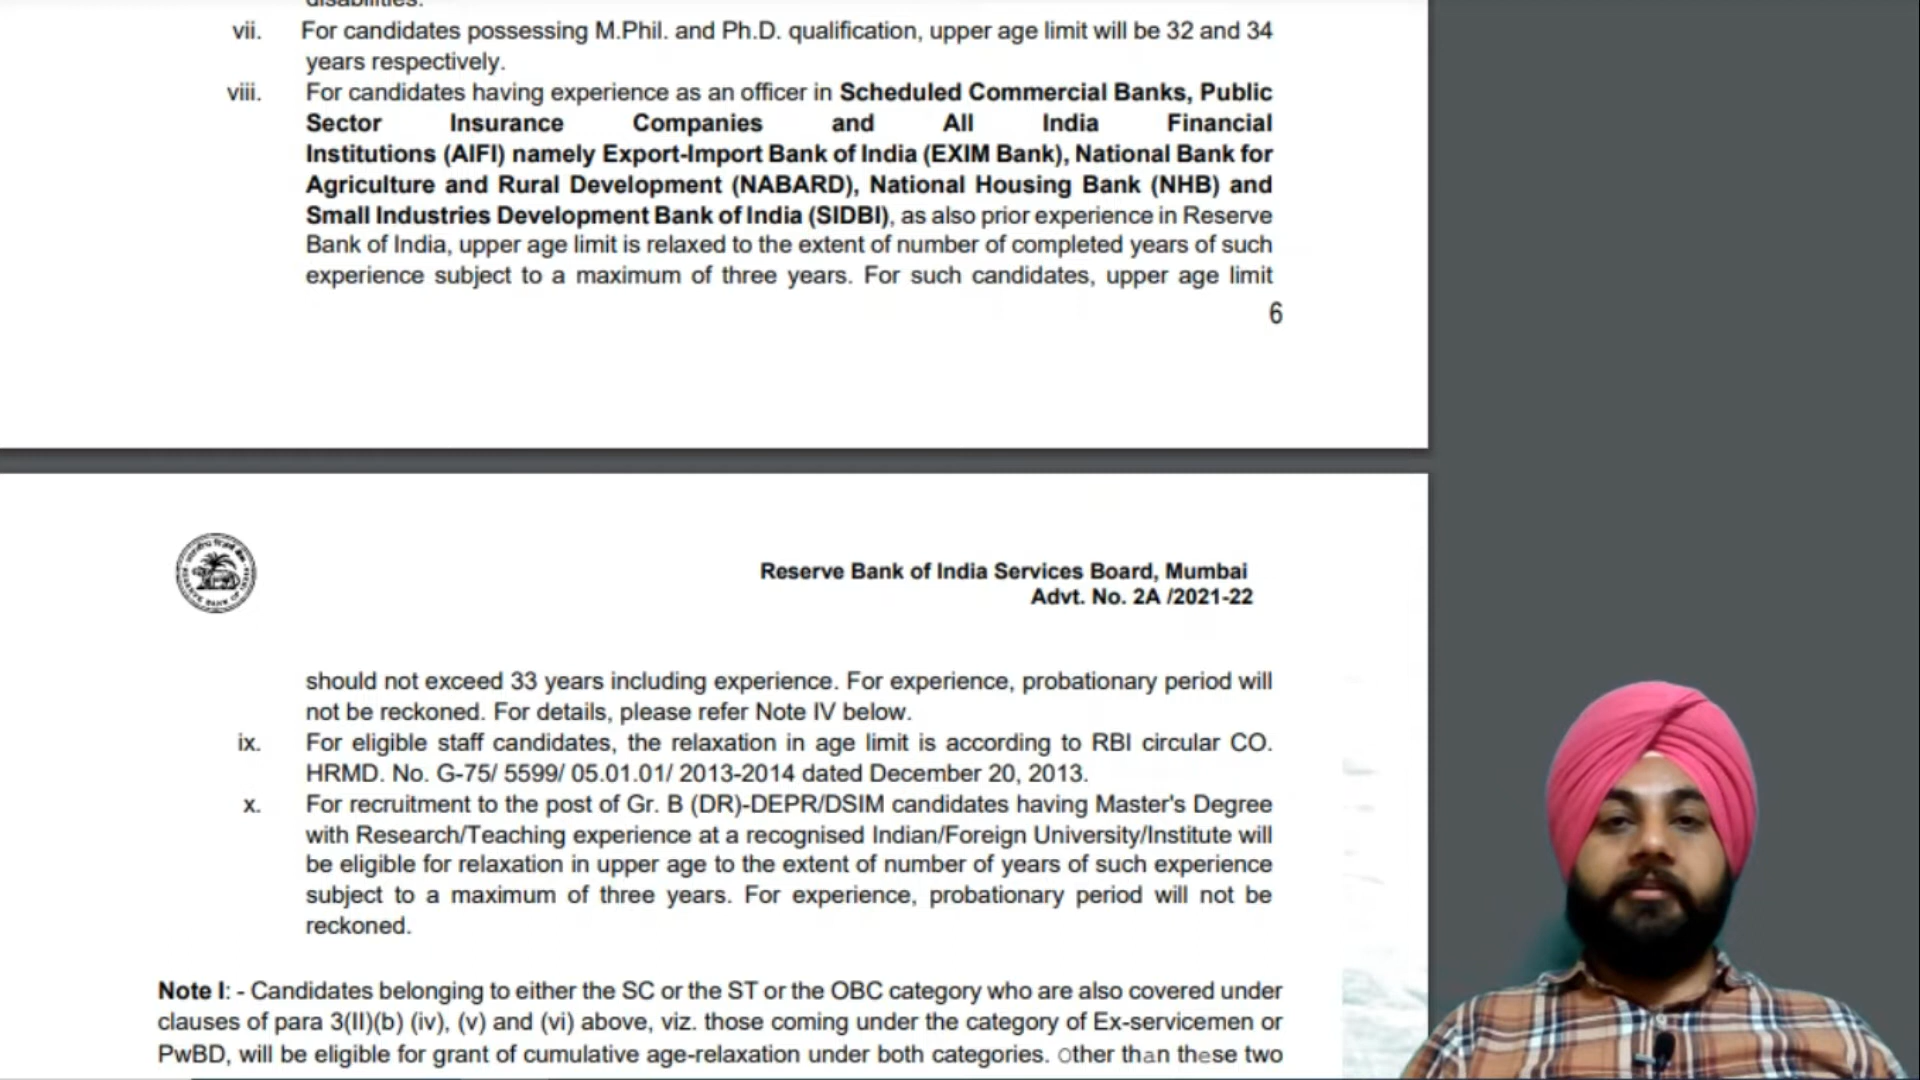 disabilities.
vii. For candidates possessing M.Phil. and Ph.D. qualification, upper age limit will be 32 and 34
years respectively.
viii. For candidates having experience as an officer in Scheduled Commercial Banks, Public
Sector Insurance Companies and All India Financial
Institutions (AIFI) namely Export-Import Bank of India (EXIM Bank), National Bank for
Agriculture and Rural Development (NABARD), National Housing Bank (NHB) and
Small Industries Development Bank of India (SIDBI), as also prior experience in Reserve
Bank of India, upper age limit is relaxed to the extent of number of completed years of such
experience subject to a maximum of three years. For such candidates, upper age limit
6
Reserve Bank of India Services Board, Mumbai
Advt. No. 2A /2021-22
should not exceed 33 years including experience. For experience, probationary period will
not be reckoned. For details, please refer Note IV below.
ix. For eligible staff candidates, the relaxation in age limit is according to RBI circular CO.
HRMD. No. G-75/ 5599/ 05.01.01/ 2013-2014 dated December 20, 2013.
x. For recruitment to the post of Gr. B (DR)-DEPR/DSIM candidates having Master's Degree
with Research/Teaching experience at a recognised Indian/Foreign University/Institute will
be eligible for relaxation in upper age to the extent of number of years of such experience
subject to a maximum of three years. For experience, probationary period will not be
reckoned.
Note I: - Candidates belonging to either the SC or the ST or the OBC category who are also covered under
clauses of para 3(II)(b) (iv), (v) and (vi) above, viz. those coming under the category of Ex-servicemen or
PwBD, will be eligible for grant of cumulative age-relaxation under both categories. Other than these two